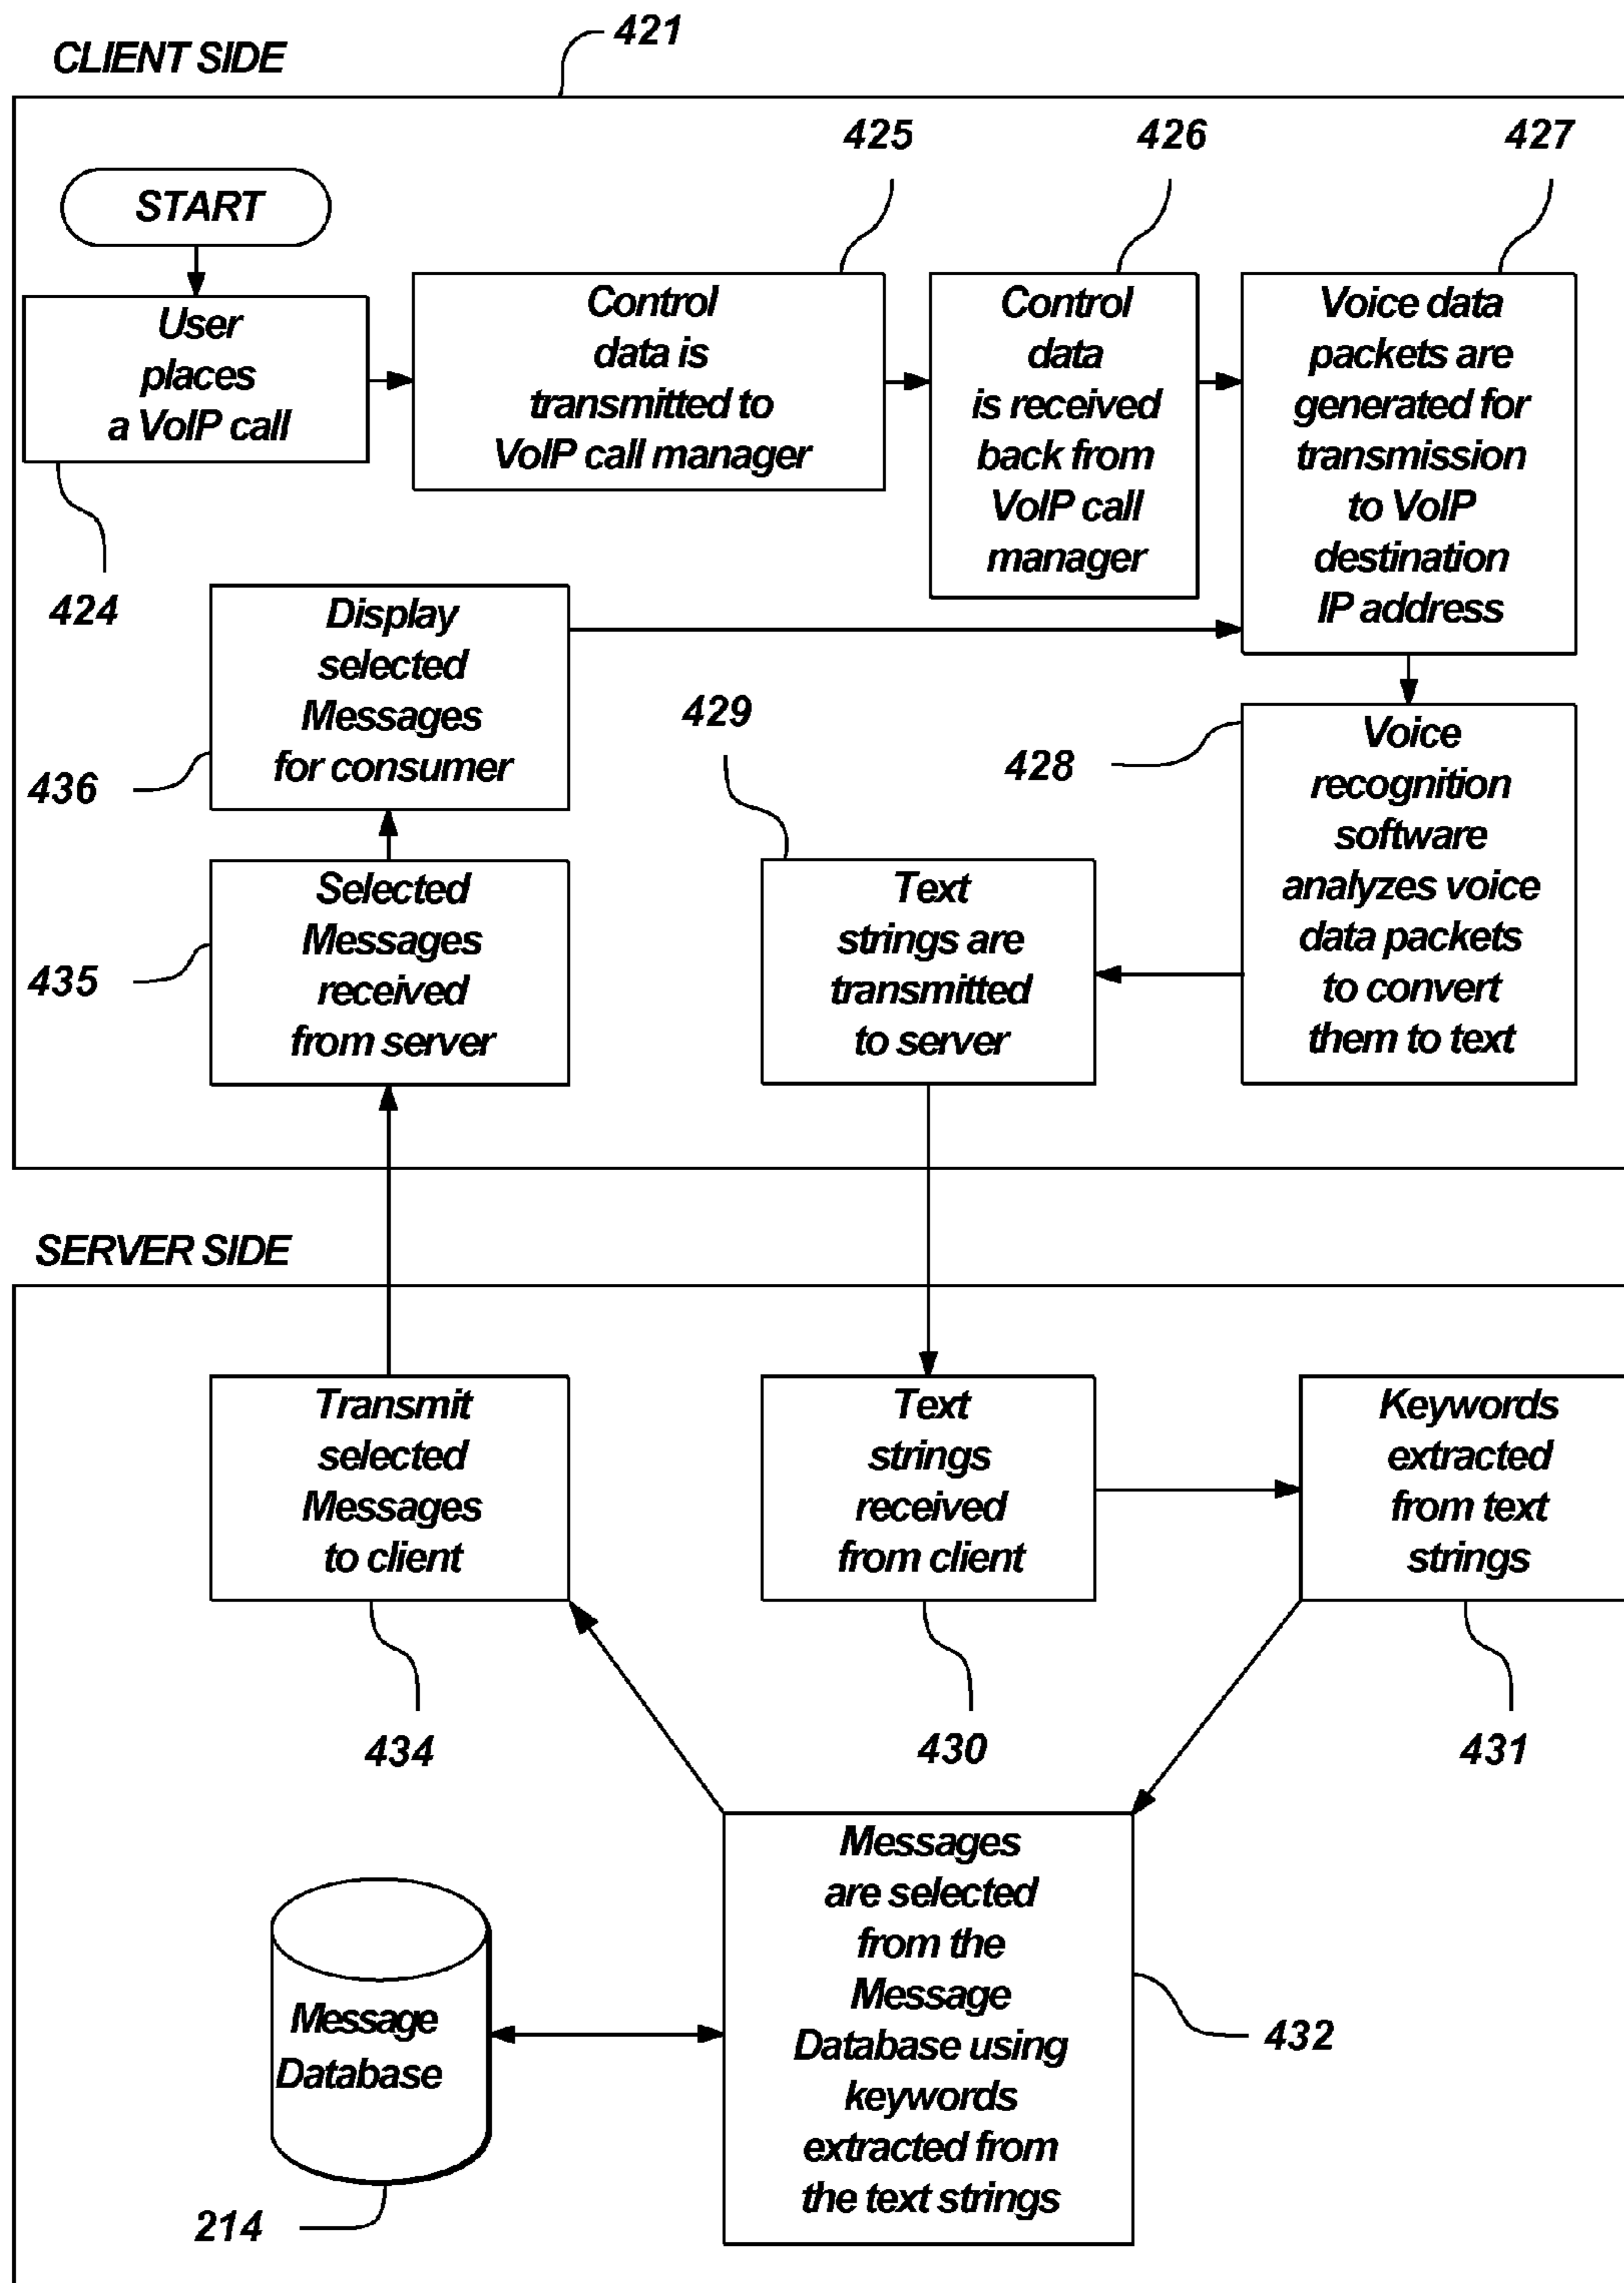 421
CLIENT SIDE
425
426
427
START
User
places
a VoIP call
Control
data is
transmitted to
VoIP call manager
Control
data
is received
back from
VoIP call
manager
Voice data
packets are
generated for
transmission
to VoIP
destination
IP address
424
Display
selected
Messages
for consumer
436
429
428
Voice
recognition
software
analyzes voice
data packets
to convert
them to text
Selected
Messages
received
from server
435
Text
strings are
transmitted
to server
SERVER SIDE
Transmit
selected
Messages
to client
Text
strings
received
from client
Keywords
extracted
from text
strings
434
430
431
Messages
are selected
from the
Message
Database using
keywords
extracted from
the text strings
432
Message
Database
214